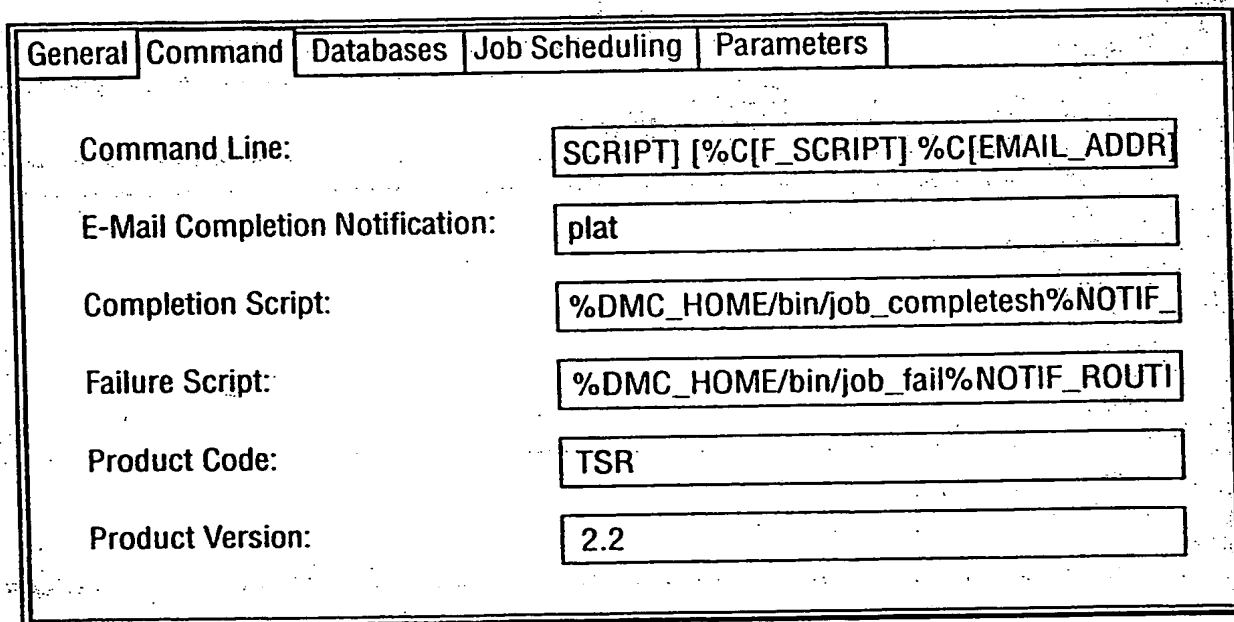 General Command Databases Job Scheduling Parameters
Command Line: SCRIPT] [%C[F_SCRIPT] %C[EMAIL_ADDR]
E-Mail Completion Notification: plat
Completion Script: %DMC_HOME/bin/job_completesh%NOTIF_
Failure Script: %DMC_HOME/bin/job_fail%NOTIF_ROUTI
Product Code: TSR
Product Version: 2.2